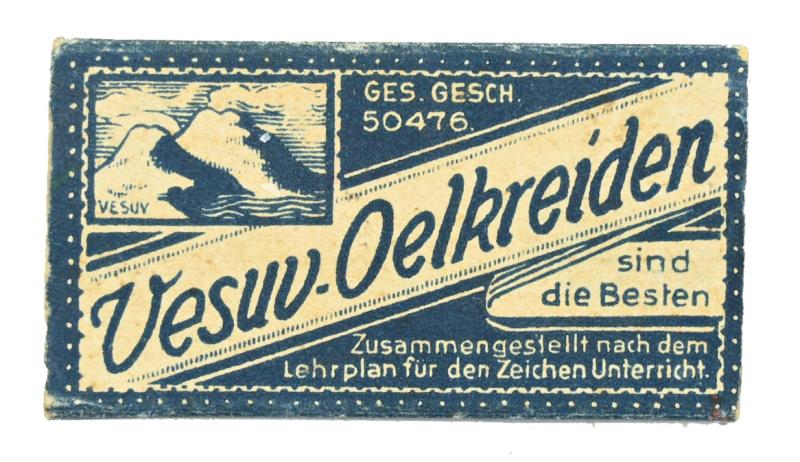 GES. GESCH.
50476.
VESUV
Vesuv-Oelkreiden
sind
die Besten
Zusammengestellt nach dem
Lehrplan für den Zeichen Unterricht.